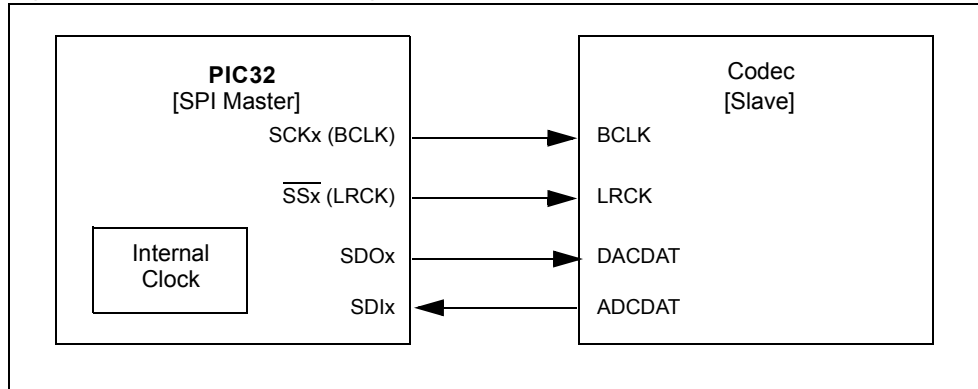 PIC32
[SPI Master]
SCKx (BCLK)
SSx (LRCK)
SDOx
SDIx
Internal
Clock
Codec
[Slave]
BCLK
LRCK
DACDAT
ADCDAT